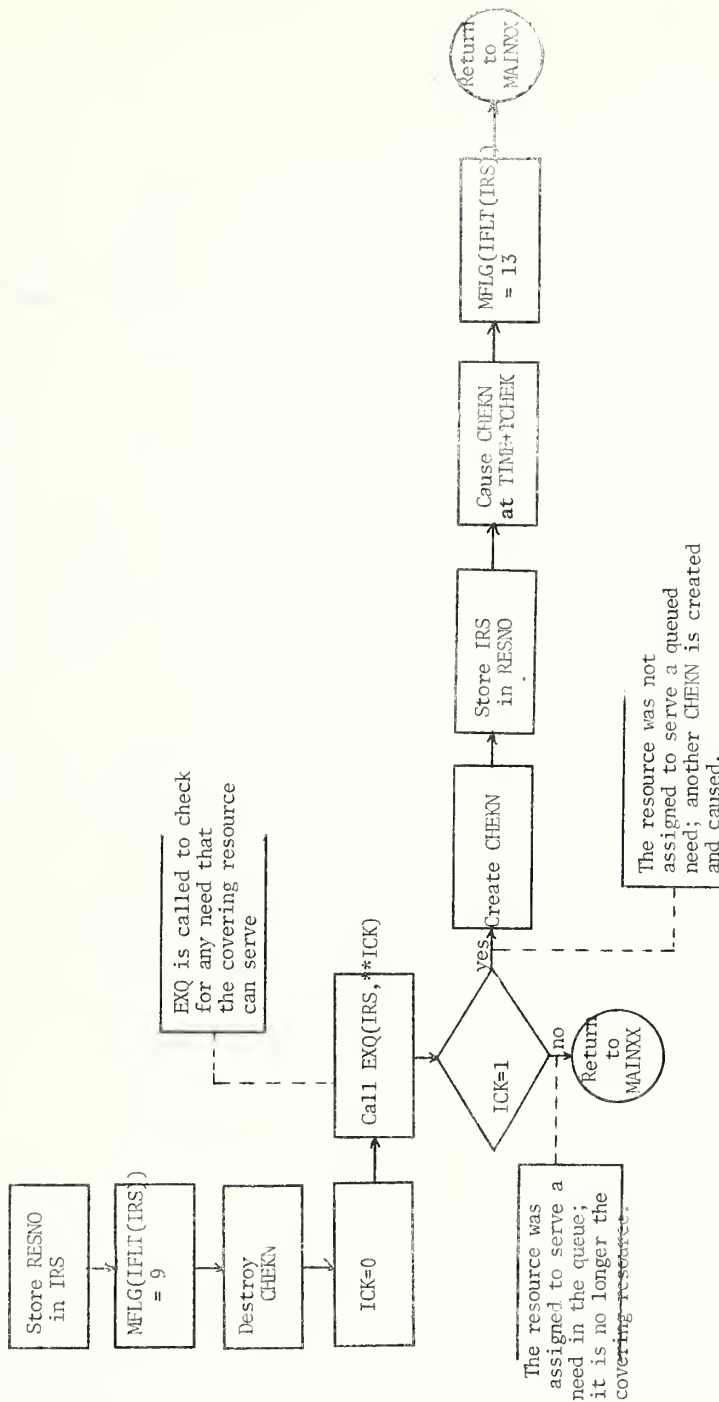 Store RESNO
in IRS
MFLG(IFLT(IRS))
= 9
Destroy
CHEKN
ICK=0
EXQ is called to check
for any need that
the covering resource
can serve
Call EXQ(IRS,**ICK)
ICK=1
no
Return
to
MAINXX
The resource was
assigned to serve a
need in the queue;
it is no longer the
covering resource.
yes
Create CHEKN
The resource was not
assigned to serve a queued
need; another CHEKN is created
and caused.
Store IRS
in RESNO
Cause CHEKN
at TIME+TCHEK
MFLG(IFLT(IRS))
= 13
Return
to
MAINXX